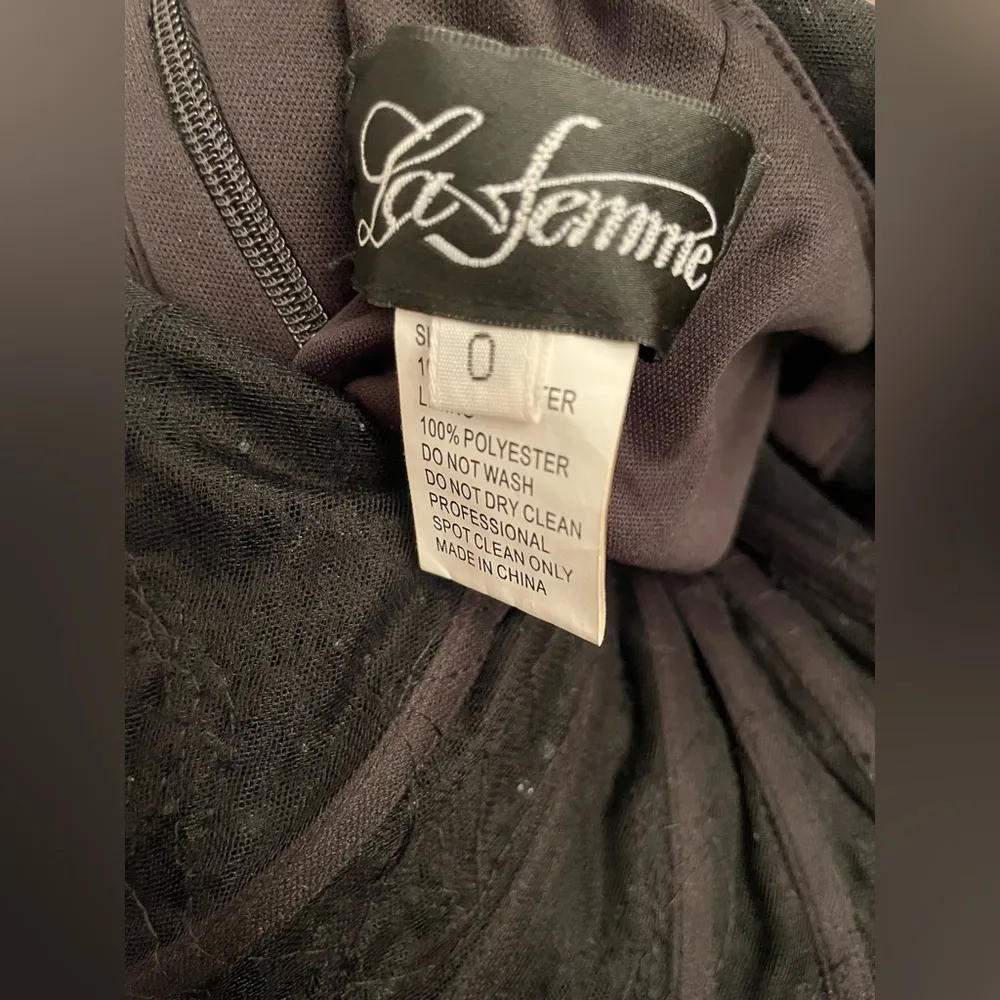 La Femme
0
100% POLYESTER
DO NOT WASH
DO NOT DRY CLEAN
PROFESSIONAL
SPOT CLEAN ONLY
MADE IN CHINA